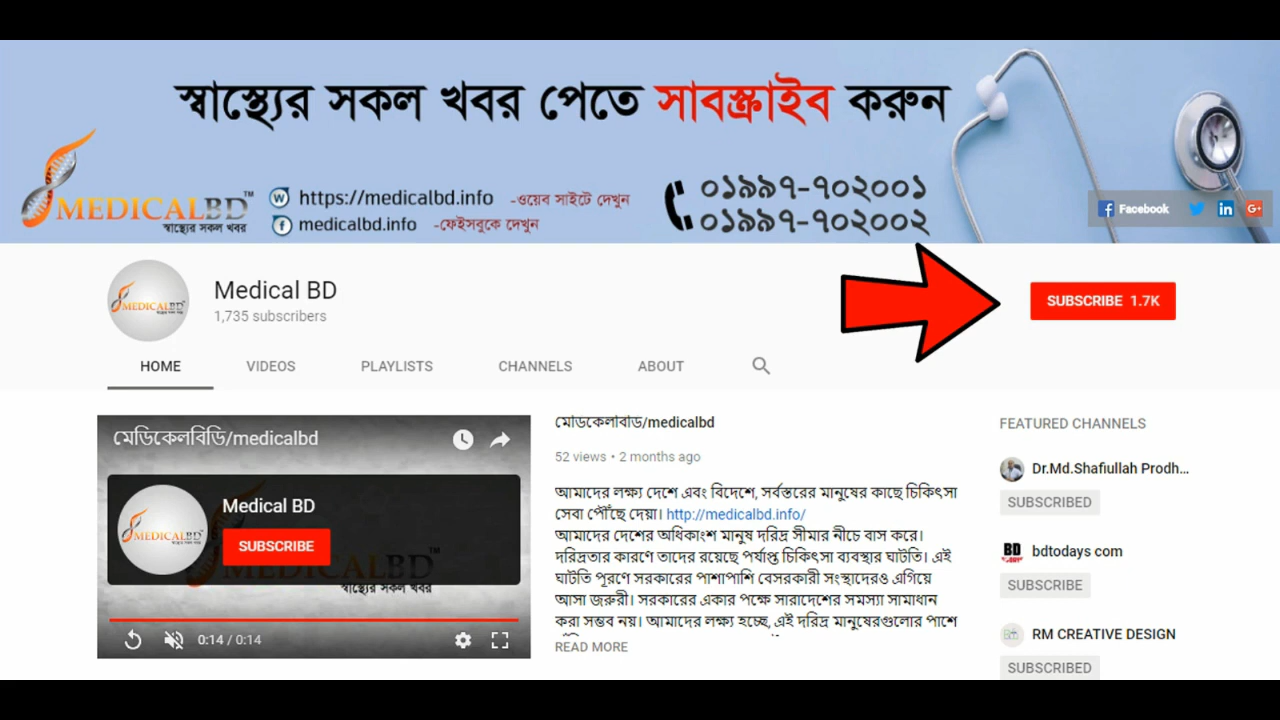 স্বাস্থ্যের সকল খবর পেতে সাবস্ক্রাইব করুন
MEDICALBD™
স্বাস্থ্যের সকল খবর
https://medicalbd.info -ওয়েব সাইটে দেখুন
medicalbd.info -ফেইসবুকে দেখুন
০১৯৯৭-৭০২০০১
০১৯৯৭-৭০২০০২
Facebook
Medical BD
1,735 subscribers
SUBSCRIBE 1.7K
HOME VIDEOS PLAYLISTS CHANNELS ABOUT
মেডিকেলবিডি/medicalbd
Medical BD
SUBSCRIBE
স্বাস্থ্যের সকল খবর
0:14 / 0:14
মেডিকেলবিডি/medicalbd
52 views • 2 months ago
আমাদের লক্ষ্য দেশে এবং বিদেশে, সর্বস্তরের মানুষের কাছে চিকিৎসা
সেবা পৌঁছে দেয়া। http://medicalbd.info/
আমাদের দেশের অধিকাংশ মানুষ দরিদ্র সীমার নীচে বাস করে।
দরিদ্রতার কারণে তাদের রয়েছে পর্যাপ্ত চিকিৎসা ব্যবস্থার ঘাটতি। এই
ঘাটতি পূরণে সরকারের পাশাপাশি বেসরকারী সংস্থাদেরও এগিয়ে
আসা জরুরী। সরকারের একার পক্ষে সারাদেশের সমস্যা সামাধান
করা সম্ভব নয়। আমাদের লক্ষ্য হচ্ছে, এই দরিদ্র মানুষেরগুলোর পাশে
READ MORE
FEATURED CHANNELS
Dr.Md.Shafiullah Prodh...
SUBSCRIBED
bdtodays com
SUBSCRIBE
RM CREATIVE DESIGN
SUBSCRIBED